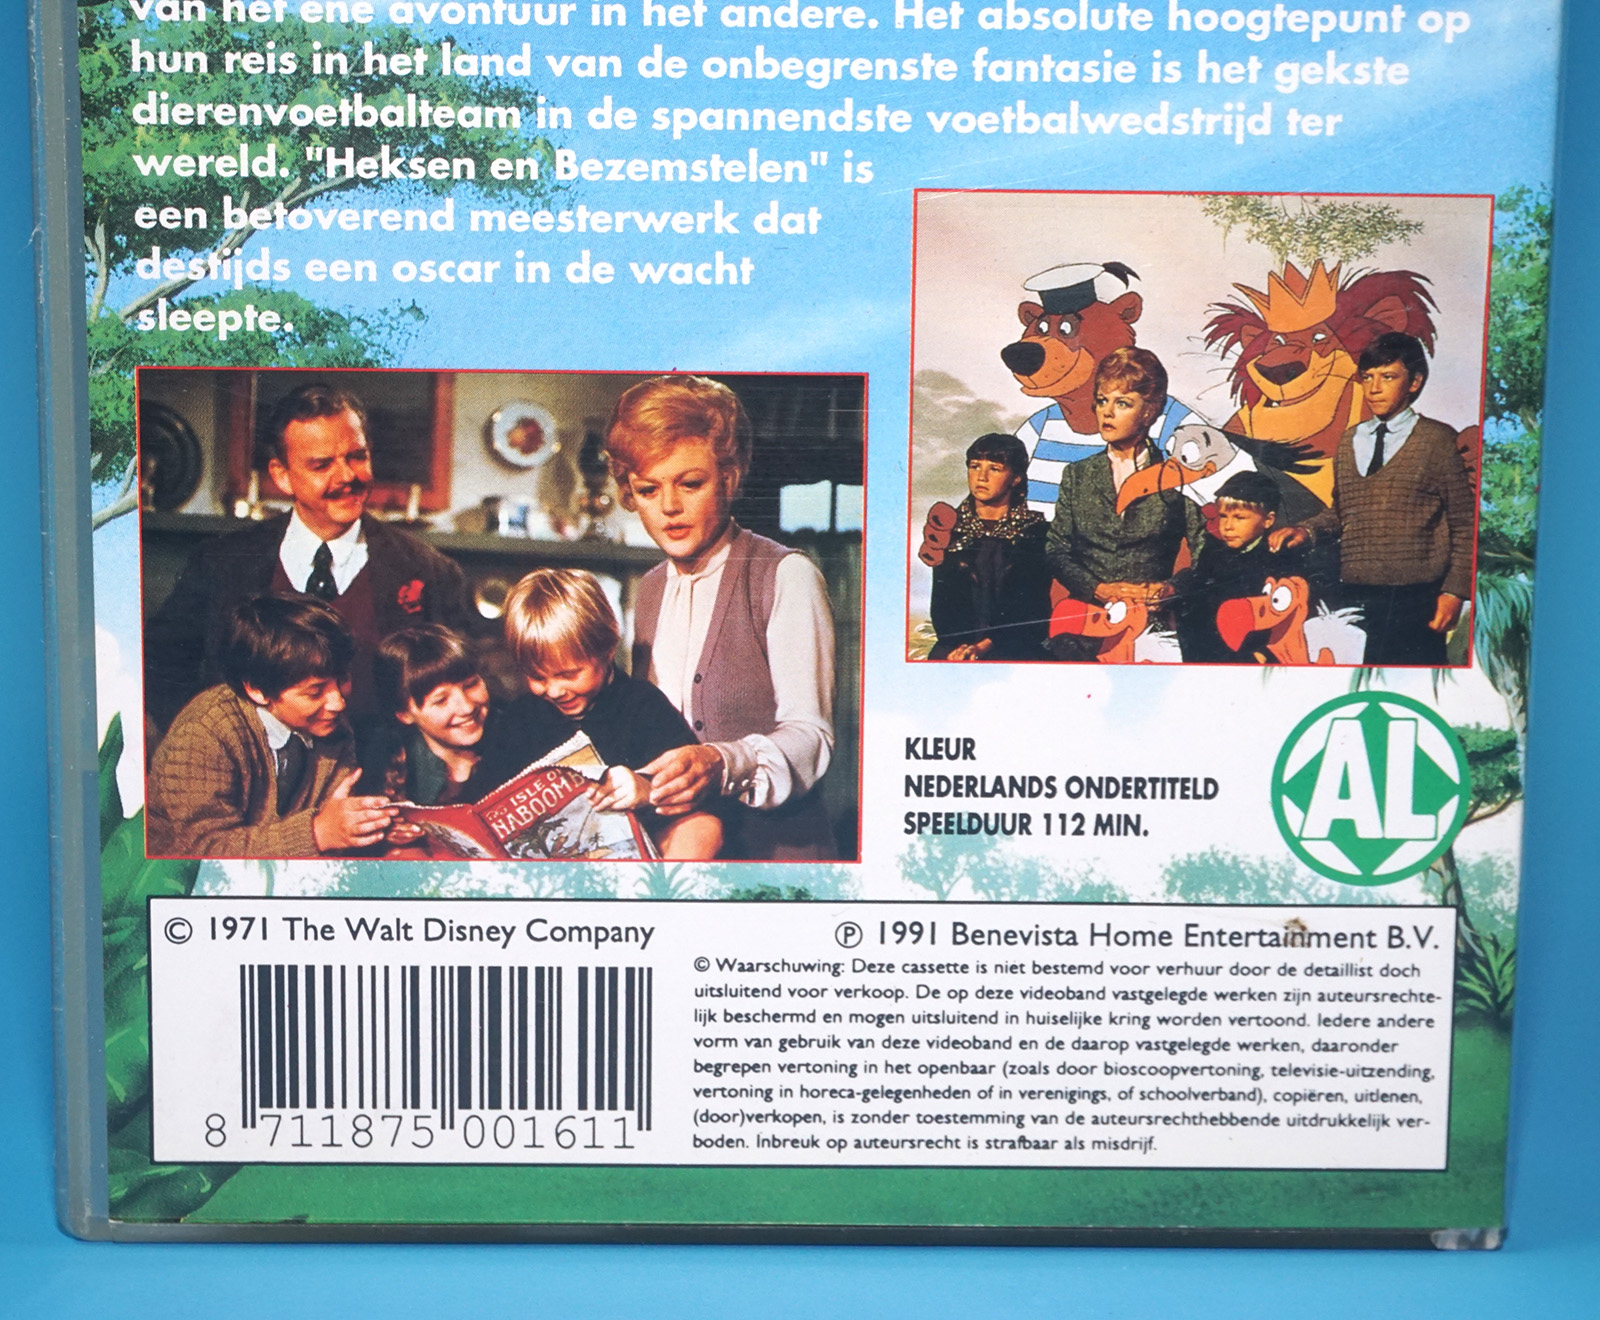 van het ene avontuur in het andere. Het absolute hoogtepunt op
hun reis in het land van de onbegrenste fantasie is het gekste
dierenvoetbalteam in de spannendste voetbalwedstrijd ter
wereld. "Heksen en Bezemstelen" is
een betoverend meesterwerk dat
destijds een oscar in de wacht
sleepte.
ISLE OF
NABOOMBU
KLEUR
NEDERLANDS ONDERTITELD
SPEELDUUR 112 MIN.
AL
© 1971 The Walt Disney Company
℗ 1991 Benevista Home Entertainment B.V.
© Waarschuwing: Deze cassette is niet bestemd voor verhuur door de detaillist doch
uitsluitend voor verkoop. De op deze videoband vastgelegde werken zijn auteursrechte-
lijk beschermd en mogen uitsluitend in huiselijke kring worden vertoond. Iedere andere
vorm van gebruik van deze videoband en de daarop vastgelegde werken, daaronder
begrepen vertoning in het openbaar (zoals door bioscoopvertoning, televisie-uitzending,
vertoning in horeca-gelegenheden of in verenigings, of schoolverband), copiëren, uitlenen,
(door)verkopen, is zonder toestemming van de auteursrechthebbende uitdrukkelijk ver-
boden. Inbreuk op auteursrecht is strafbaar als misdrijf.
8 711875 001611